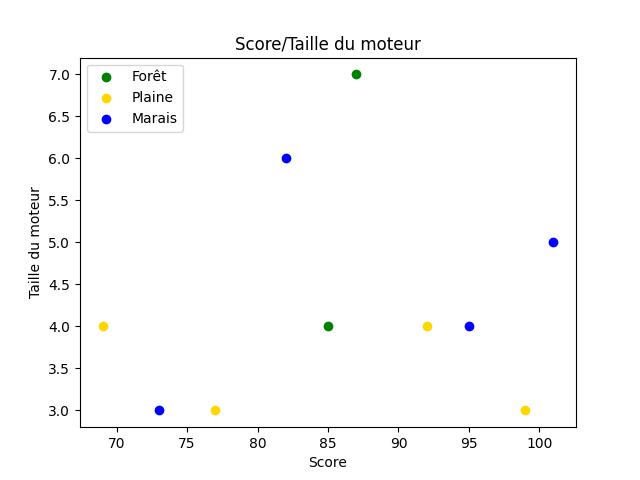 Score/Taille du moteur
Forêt
Plaine
Marais
Taille du moteur
7.0
6.5
6.0
5.5
5.0
4.5
4.0
3.5
3.0
70 75 80 85 90 95 100
Score